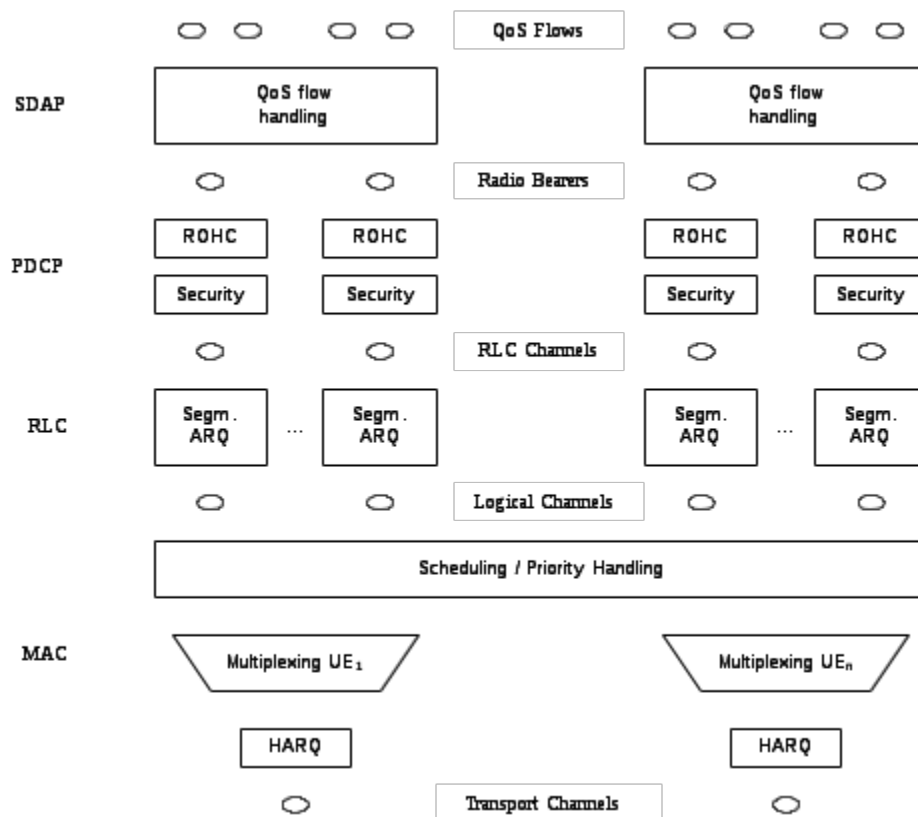 QoS Flows
SDAP
QoS flow
handling
QoS flow
handling
Radio Bearers
PDCP
ROHC
ROHC
ROHC
ROHC
Security
Security
Security
Security
RLC Channels
RLC
Segm.
ARQ
...
Segm.
ARQ
Segm.
ARQ
...
Segm.
ARQ
Logical Channels
Scheduling / Priority Handling
MAC
Multiplexing UE₁
Multiplexing UEₙ
HARQ
HARQ
Transport Channels